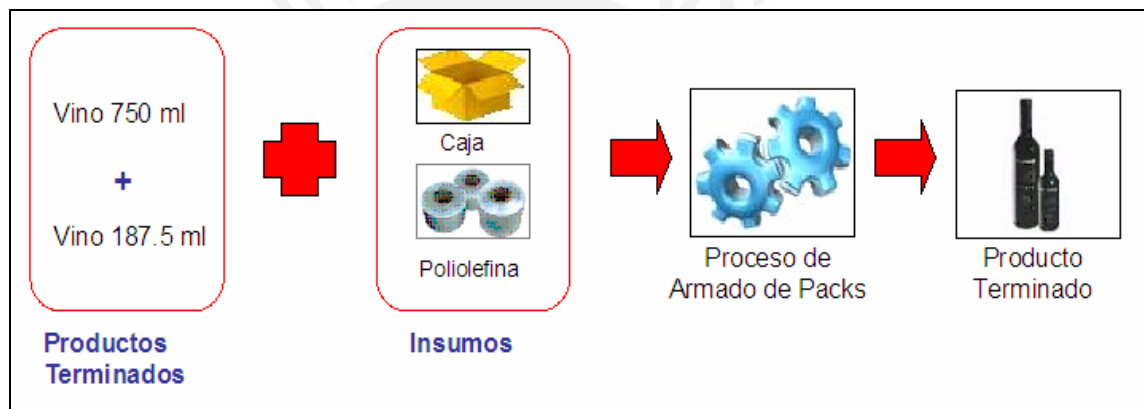 Vino 750 ml
+
Vino 187.5 ml
Productos
Terminados
Caja
Poliolefina
Insumos
Proceso de
Armado de Packs
Producto
Terminado